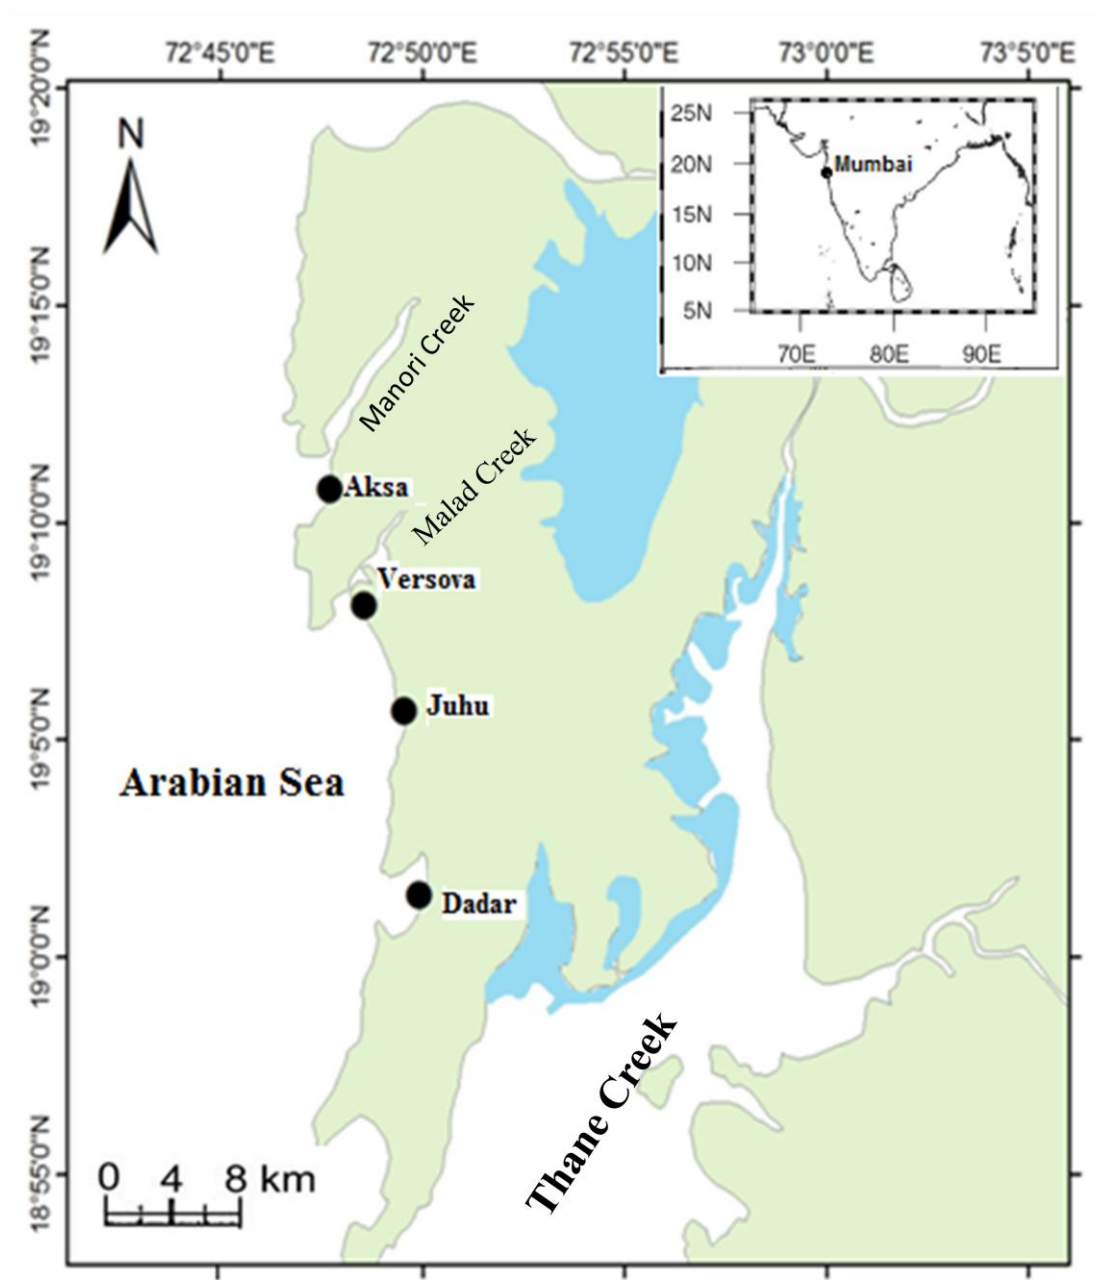 72°45'0"E
72°50'0"E
72°55'0"E
73°0'0"E
73°5'0"E
19°20'0"N
19°15'0"N
19°10'0"N
19°5'0"N
19°0'0"N
18°55'0"N
N
25N
20N
15N
10N
5N
Mumbai
70E
80E
90E
Manori Creek
Aksa
Malad Creek
Versova
Juhu
Arabian Sea
Dadar
Thane Creek
0 4 8 km